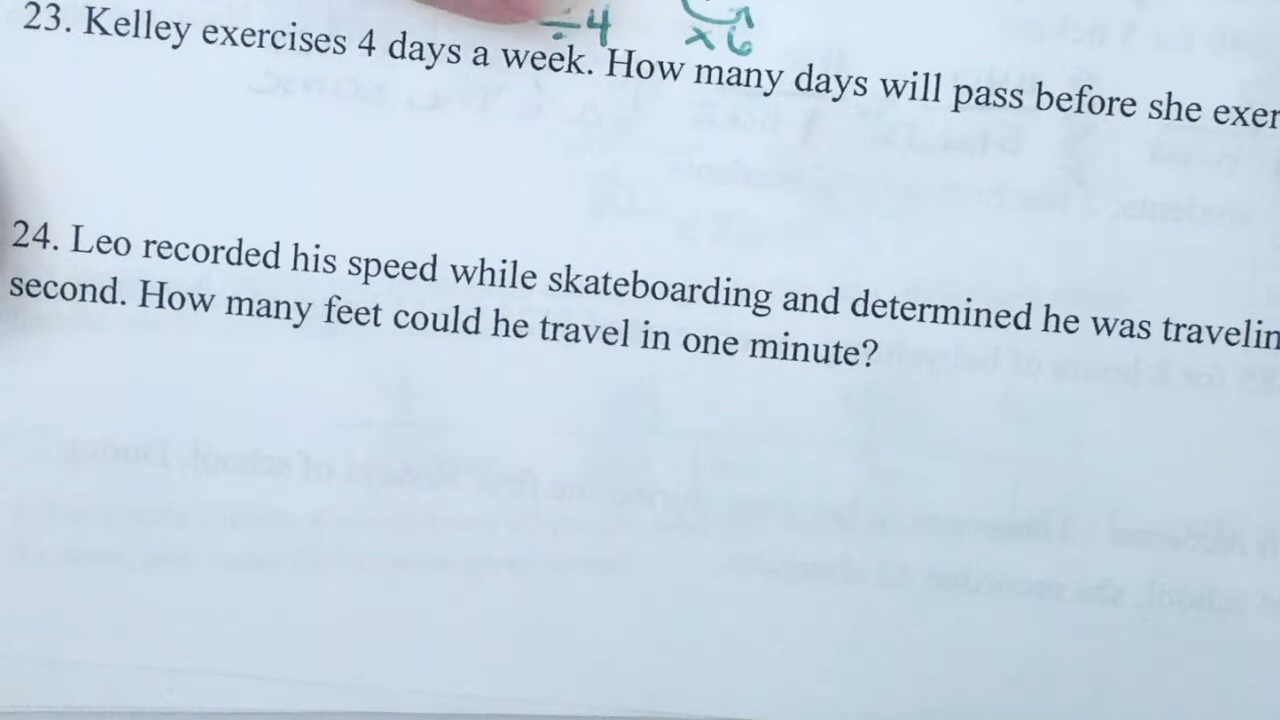 ÷4 ×6
23. Kelley exercises 4 days a week. How many days will pass before she exer
24. Leo recorded his speed while skateboarding and determined he was travelin
second. How many feet could he travel in one minute?